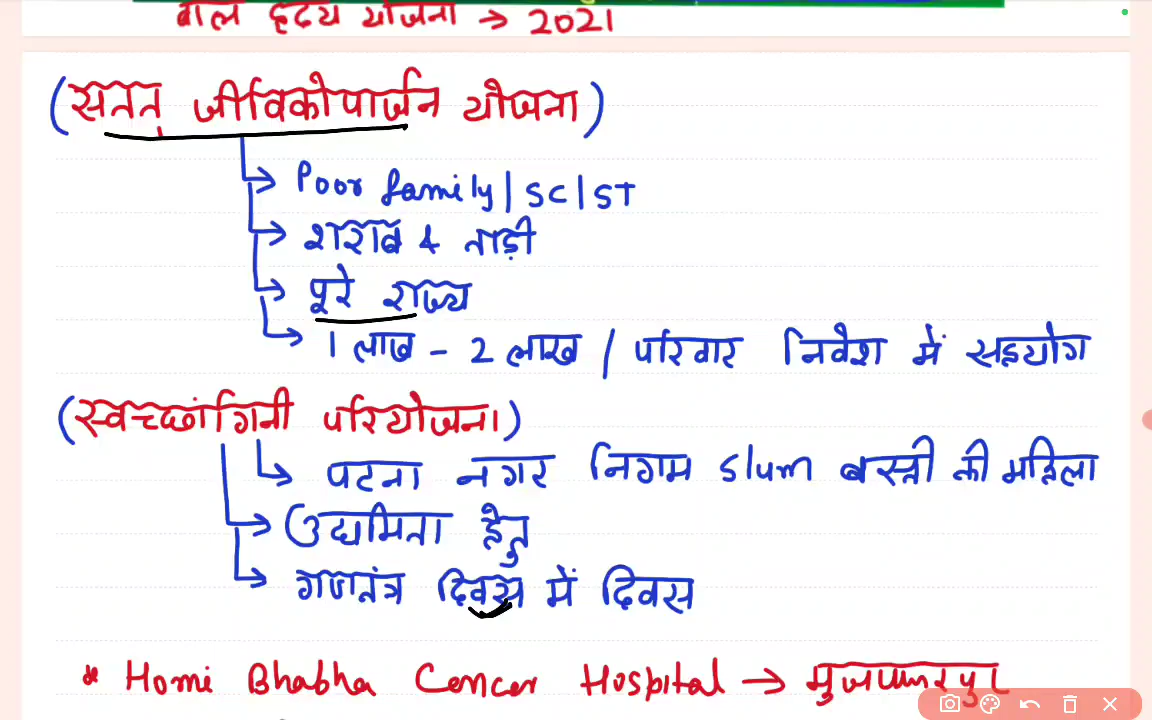 बाल हृदय योजना → 2021
(सतत् जीविकोपार्जन योजना)
→ Poor family/SC/ST
→ शराब & ताड़ी
→ पूरे राज्य
→ 1 लाख - 2 लाख / परिवार निवेश में सहयोग
(स्वच्छांगिनी परियोजना)
→ पटना नगर निगम Slum बस्ती की महिला
→ उद्यमिता हेतु
→ गणतंत्र दिवस में दिवस
* Homi Bhabha Cencer Hospital → मुजफ्फरपुर